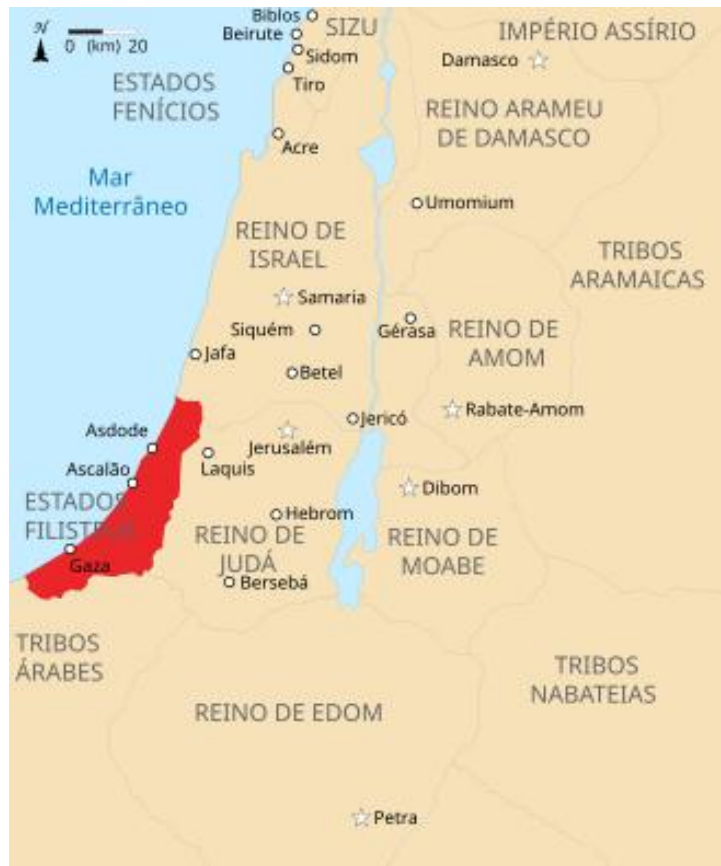 Biblos
SIZU
IMPÉRIO ASSÍRIO
N
0 (km) 20
Beirute
Sidom
Damasco
Tiro
ESTADOS
FENÍCIOS
REINO ARAMEU
DE DAMASCO
Acre
Mar
Mediterrâneo
Umomium
REINO DE
ISRAEL
TRIBOS
ARAMAICAS
Samaria
Siquém
Gérasa
REINO DE
AMOM
Jafa
Betel
Rabate-Amom
Jericó
Asdode
Jerusalém
Laquis
Ascalão
Dibom
ESTADOS
FILISTEUS
Hebrom
REINO DE
JUDÁ
REINO DE
MOABE
Gaza
Bersebá
TRIBOS
ÁRABES
TRIBOS
NABATEIAS
REINO DE EDOM
Petra